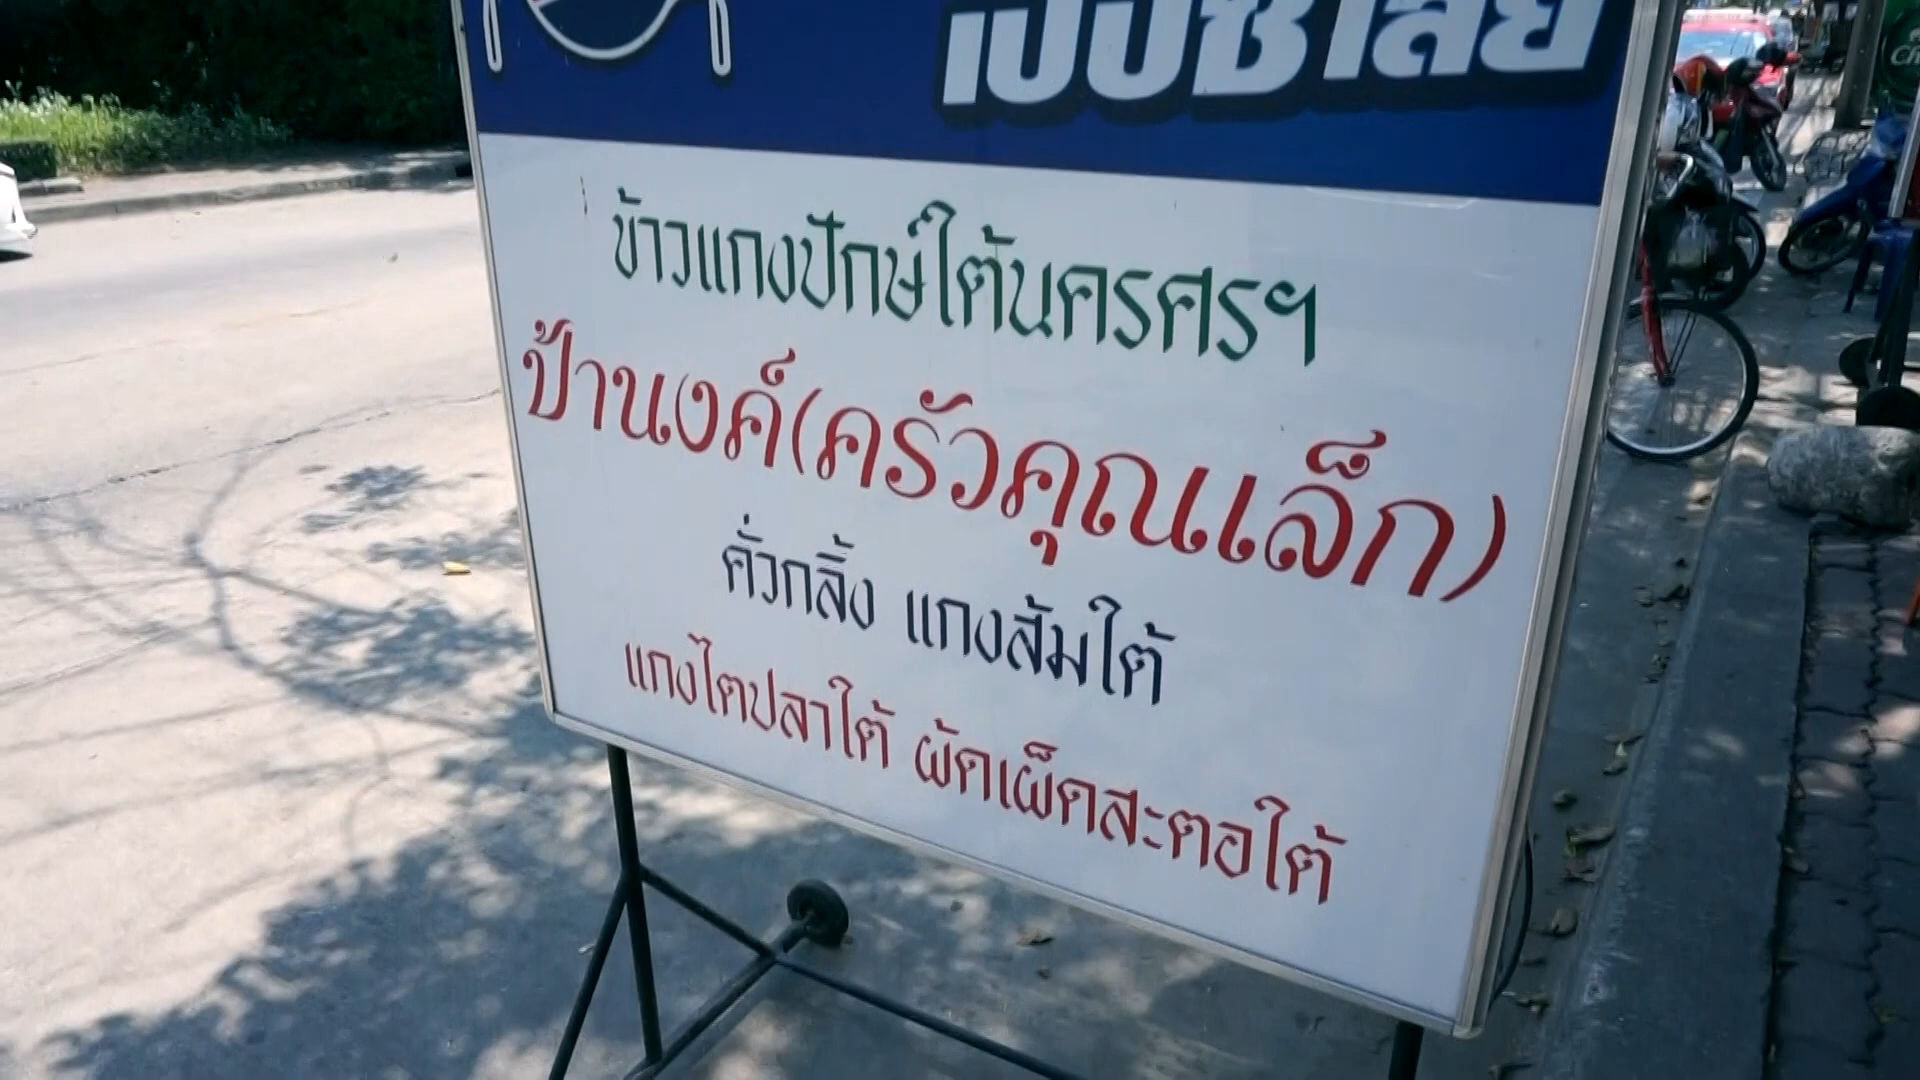 เป๊ปซี่ เลย
ข้าวแกงปักษ์ใต้นครศรฯ
ป้านงค์(ครัวคุณเล็ก)
คั่วกลิ้ง แกงส้มใต้
แกงไตปลาใต้ ผัดเผ็ดสะตอใต้